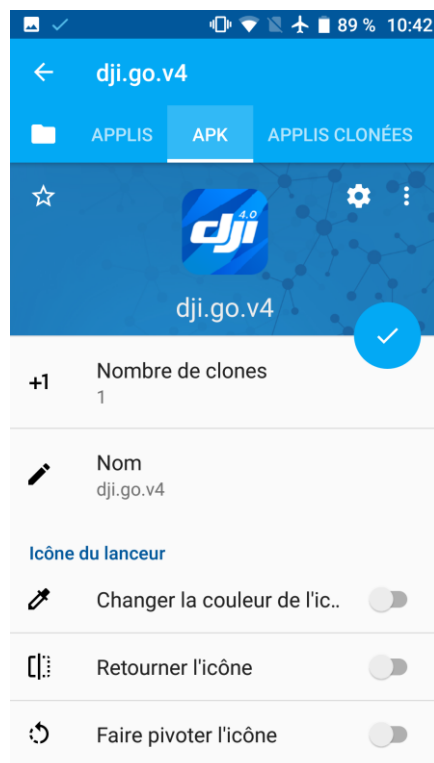 89 % 10:42
dji.go.v4
APPLIS APK APPLIS CLONÉES
4.0
dji
dji.go.v4
+1 Nombre de clones
1
Nom
dji.go.v4
Icône du lanceur
Changer la couleur de l'ic..
Retourner l'icône
Faire pivoter l'icône